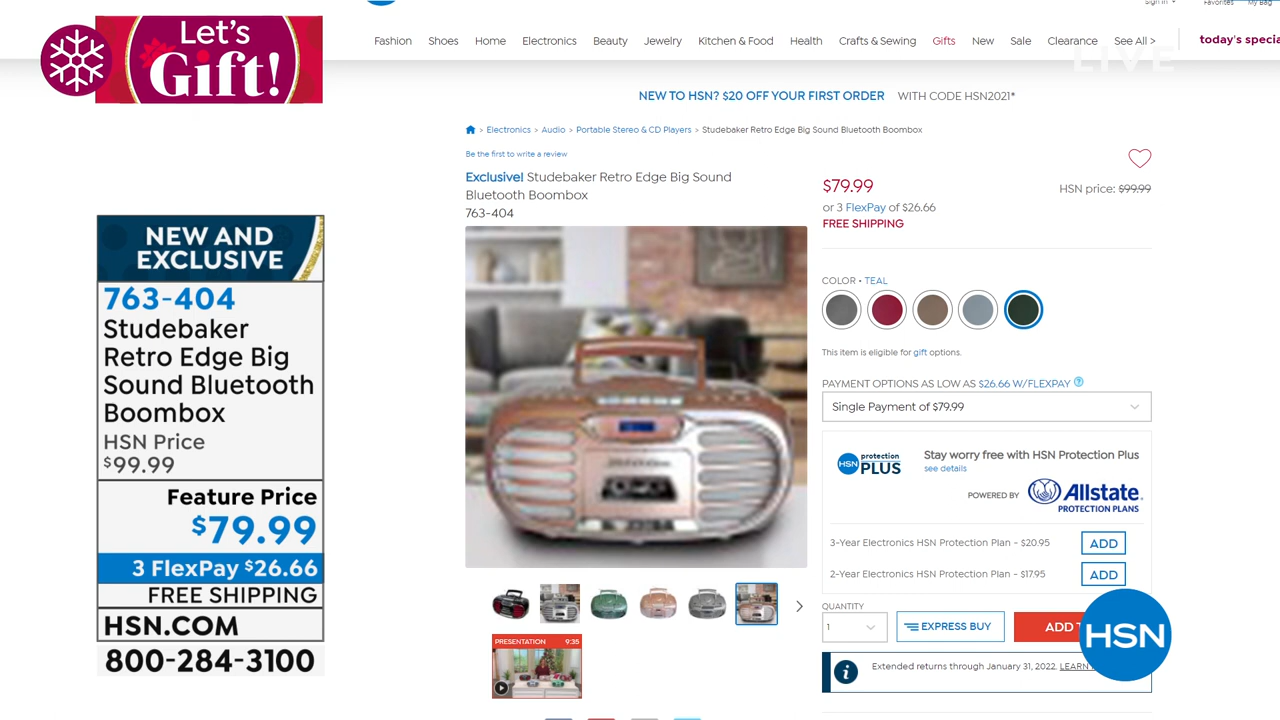 Let's
Gift!
Sign In
Favorites
My Bag
Fashion
Shoes
Home
Electronics
Beauty
Jewelry
Kitchen & Food
Health
Crafts & Sewing
Gifts
New
Sale
Clearance
See All >
today's specia
LIVE
NEW TO HSN? $20 OFF YOUR FIRST ORDER WITH CODE HSN2021*
> Electronics > Audio > Portable Stereo & CD Players > Studebaker Retro Edge Big Sound Bluetooth Boombox
Be the first to write a review
Exclusive! Studebaker Retro Edge Big Sound
Bluetooth Boombox
763-404
$79.99
HSN price: $99.99
or 3 FlexPay of $26.66
FREE SHIPPING
COLOR • TEAL
This item is eligible for gift options.
PAYMENT OPTIONS AS LOW AS $26.66 W/FLEXPAY ?
Single Payment of $79.99
HSN protection
PLUS
Stay worry free with HSN Protection Plus
see details
POWERED BY Allstate.
PROTECTION PLANS
3-Year Electronics HSN Protection Plan - $20.95
ADD
2-Year Electronics HSN Protection Plan - $17.95
ADD
QUANTITY
1
EXPRESS BUY
ADD T
HSN
i
Extended returns through January 31, 2022. LEARN
PRESENTATION 9:35
NEW AND
EXCLUSIVE
763-404
Studebaker
Retro Edge Big
Sound Bluetooth
Boombox
HSN Price
$99.99
Feature Price
$79.99
3 FlexPay $26.66
FREE SHIPPING
HSN.COM
800-284-3100